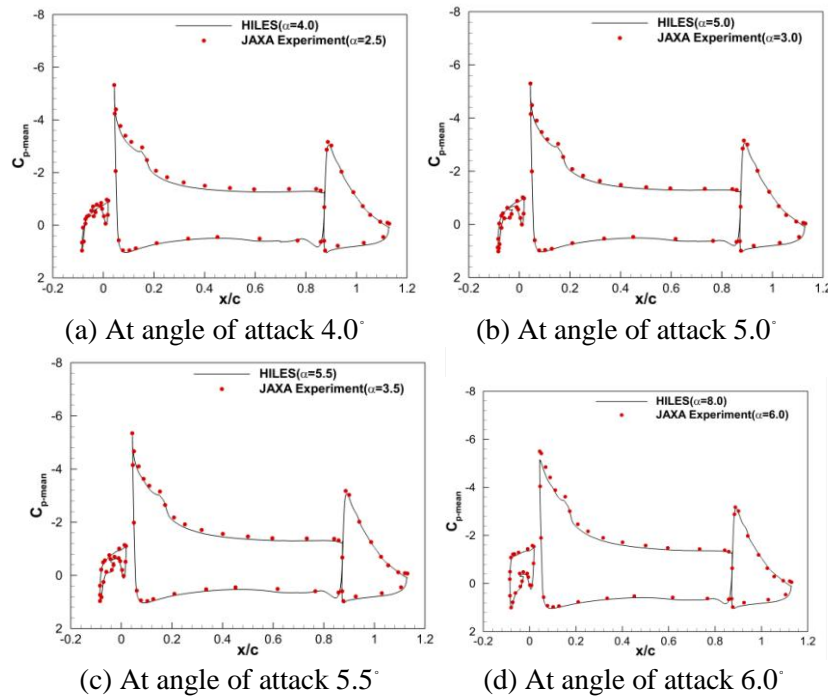 HILES(α=4.0)
JAXA Experiment(α=2.5)
-8
-6
-4
-2
0
2
C_p-mean
-0.2 0 0.2 0.4 0.6 0.8 1 1.2
x/c
(a) At angle of attack 4.0°
HILES(α=5.0)
JAXA Experiment(α=3.0)
-8
-6
-4
-2
0
2
C_p-mean
-0.2 0 0.2 0.4 0.6 0.8 1 1.2
x/c
(b) At angle of attack 5.0°
HILES(α=5.5)
JAXA Experiment(α=3.5)
-8
-6
-4
-2
0
2
C_p-mean
-0.2 0 0.2 0.4 0.6 0.8 1 1.2
x/c
(c) At angle of attack 5.5°
HILES(α=8.0)
JAXA Experiment(α=6.0)
-8
-6
-4
-2
0
2
C_p-mean
-0.2 0 0.2 0.4 0.6 0.8 1 1.2
x/c
(d) At angle of attack 6.0°